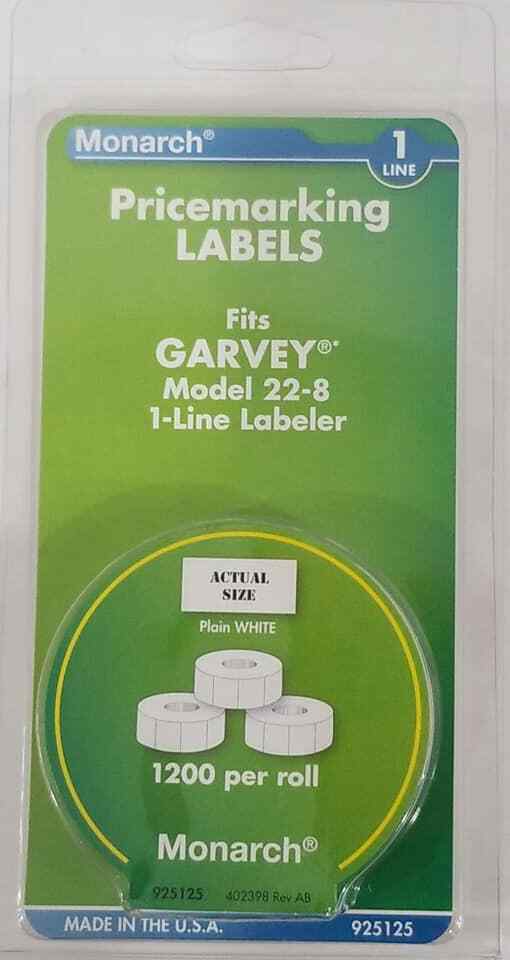 Monarch®
1
LINE
Pricemarking
LABELS
Fits
GARVEY®*
Model 22-8
1-Line Labeler
ACTUAL
SIZE
Plain WHITE
1200 per roll
Monarch®
925125 402398 Rev AB
MADE IN THE U.S.A. 925125